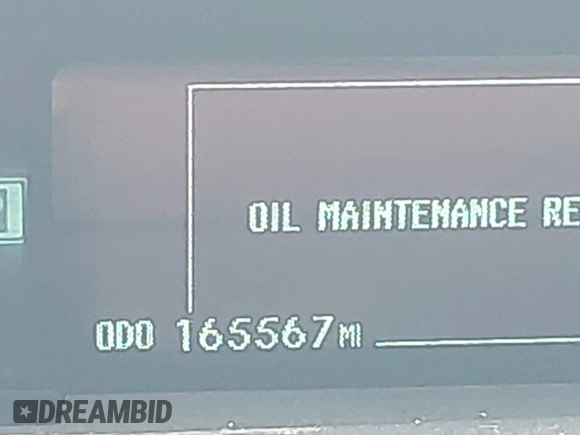 OIL MAINTENANCE RE
ODO 165567 MI
DREAMBID